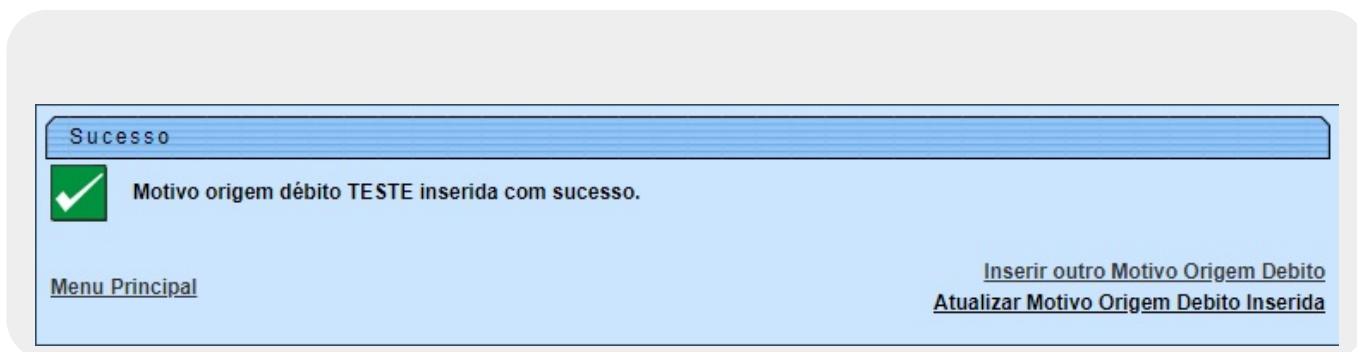 Sucesso
Motivo origem débito TESTE inserida com sucesso.
Inserir outro Motivo Origem Debito
Menu Principal
Atualizar Motivo Origem Debito Inserida